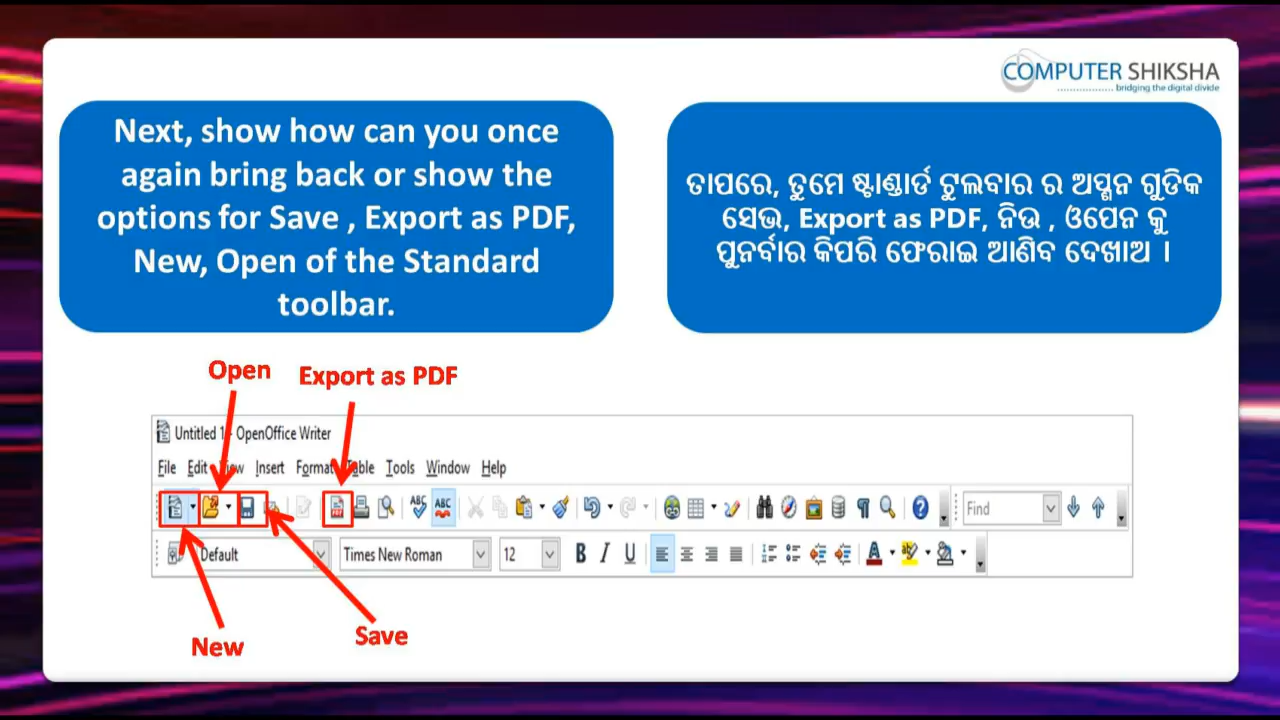 COMPUTER SHIKSHA
bridging the digital divide
Next, show how can you once
again bring back or show the
options for Save , Export as PDF,
New, Open of the Standard
toolbar.
ତାପରେ, ତୁମେ ଷ୍ଟାଣ୍ଡାର୍ଡ ଟୁଲବାର ର ଅପ୍ସନ ଗୁଡିକ
ସେଭ, Export as PDF, ନିଉ , ଓପେନ କୁ
ପୁନର୍ବାର କିପରି ଫେରାଇ ଆଣିବ ଦେଖାଅ ।
Open
Export as PDF
Untitled 1 - OpenOffice Writer
File Edit View Insert Format Table Tools Window Help
ABC ABC Find
Default Times New Roman 12 B I U A
New
Save